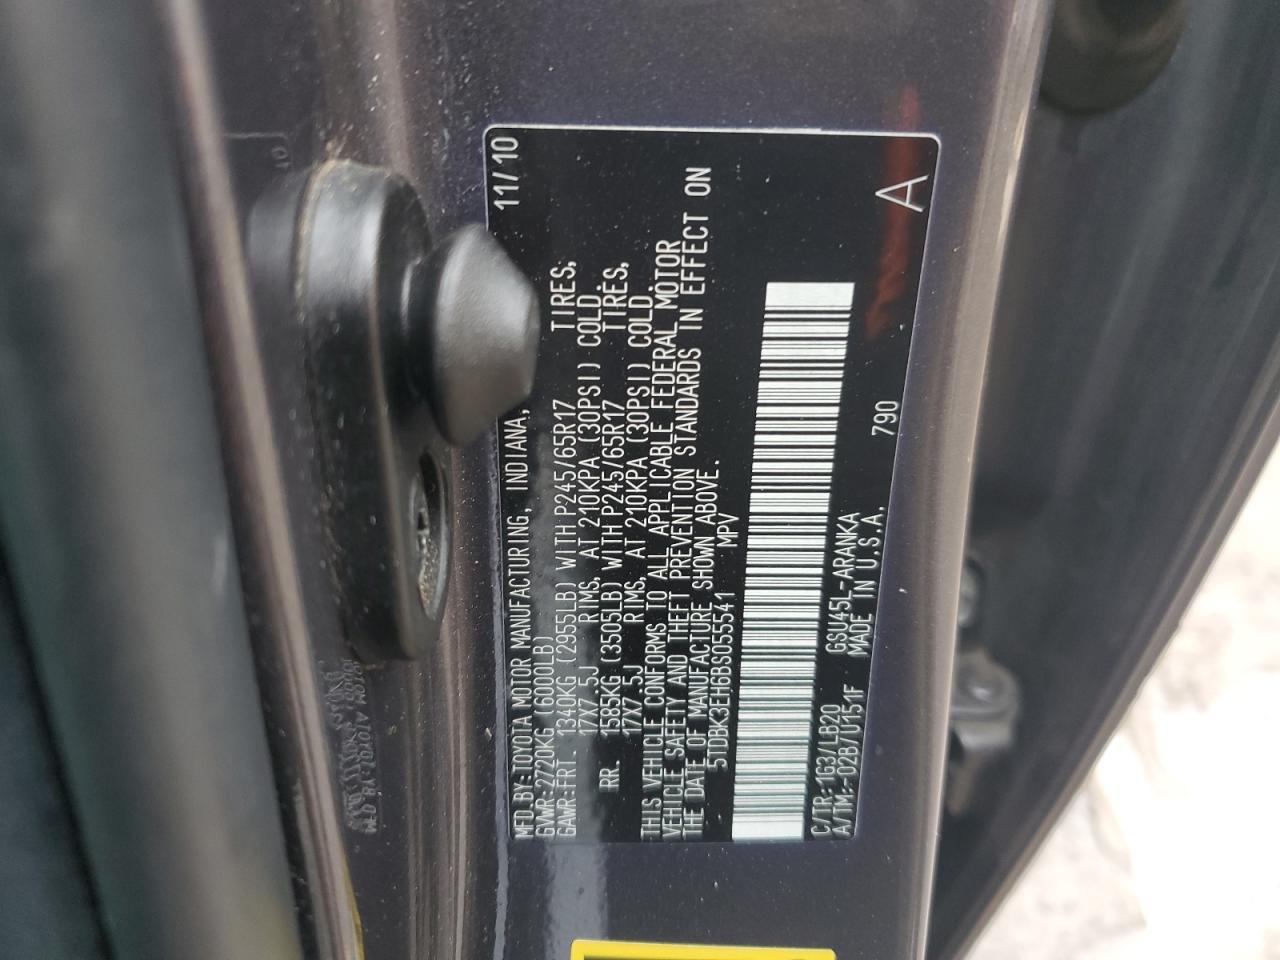 MFD.BY:TOYOTA MOTOR MANUFACTURING, INDIANA, 11/10
GVWR:2720KG(6000LB)
GAWR:FRT. 1340KG(2955LB)WITH P245/65R17 TIRES,
17X7.5J RIMS, AT 210KPA(30PSI)COLD.
RR. 1585KG(3505LB)WITH P245/65R17 TIRES,
17X7.5J RIMS, AT 210KPA(30PSI)COLD.
THIS VEHICLE CONFORMS TO ALL APPLICABLE FEDERAL MOTOR
VEHICLE SAFETY AND THEFT PREVENTION STANDARDS IN EFFECT ON
THE DATE OF MANUFACTURE SHOWN ABOVE.
5TDBK3EH6BS055541 MPV
C/TR:1G3/LB20 GSU45L-ARANKA 790 A
A/TM:-02B/U151F MADE IN U.S.A.